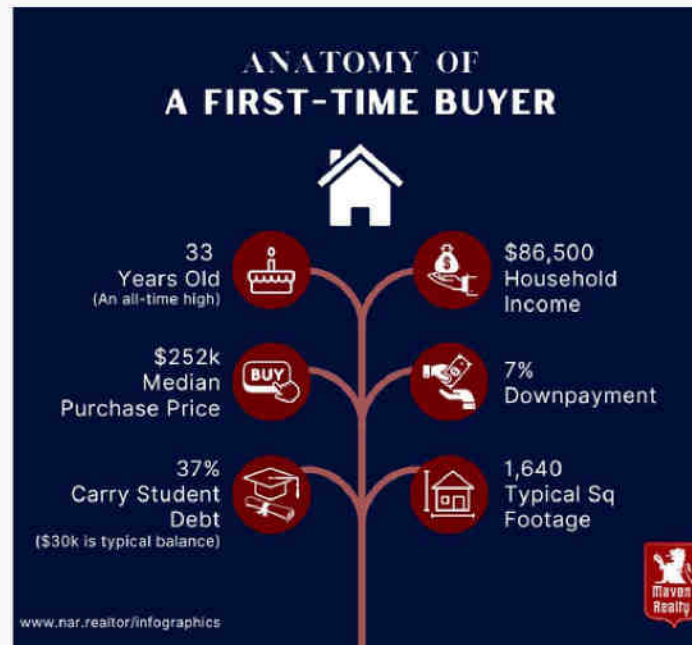 ANATOMY OF
A FIRST-TIME BUYER
33
Years Old
(An all-time high)
$86,500
Household
Income
$252k
Median
Purchase Price
BUY
7%
Downpayment
37%
Carry Student
Debt
($30k is typical balance)
1,640
Typical Sq
Footage
www.nar.realtor/infographics
Maven
Realty